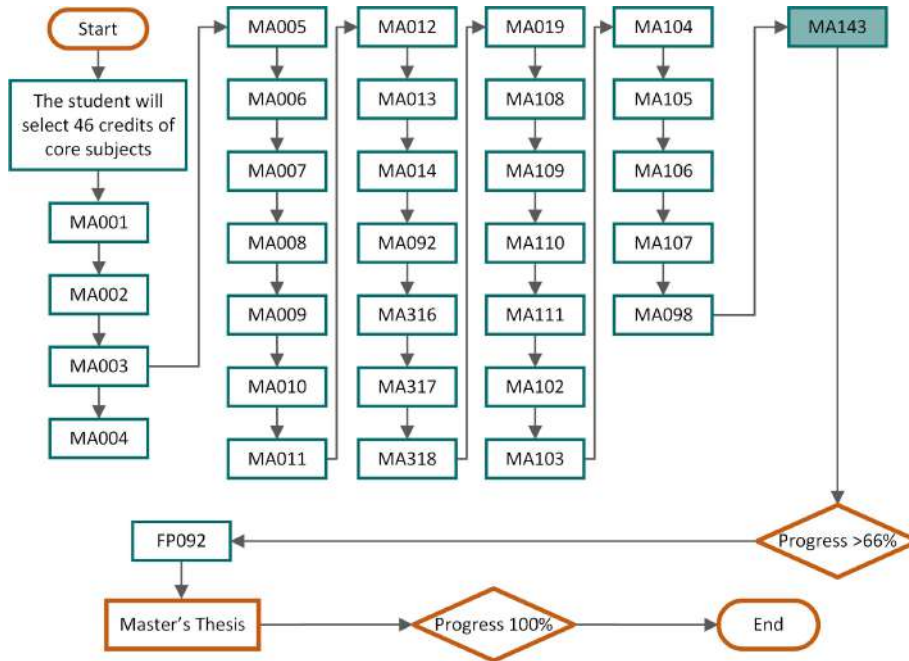 Start
The student will
select 46 credits of
core subjects
MA001
MA002
MA003
MA004
MA005
MA006
MA007
MA008
MA009
MA010
MA011
MA012
MA013
MA014
MA092
MA316
MA317
MA318
MA019
MA108
MA109
MA110
MA111
MA102
MA103
MA104
MA105
MA106
MA107
MA098
MA143
Progress >66%
FP092
Master's Thesis
Progress 100%
End